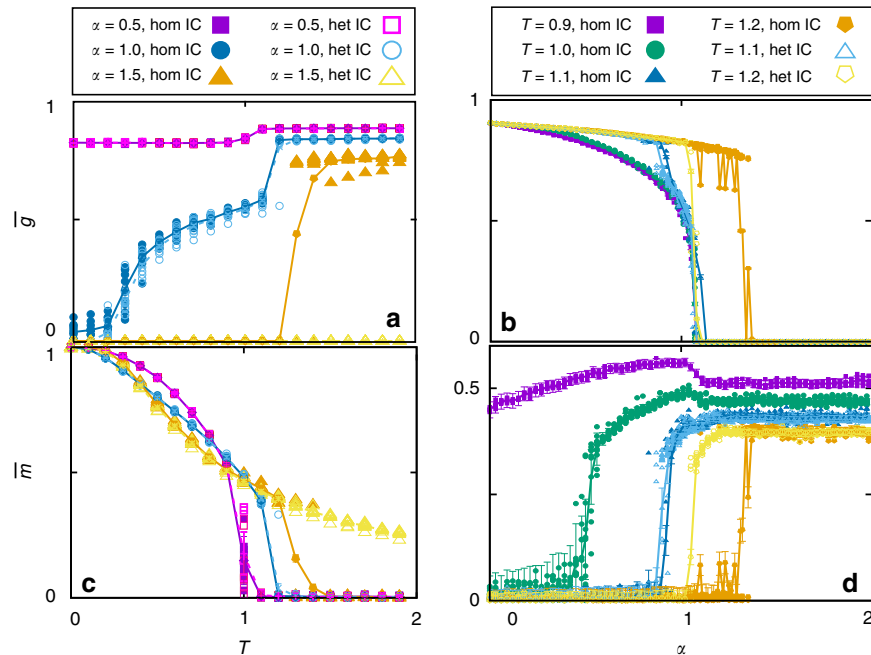 α = 0.5, hom IC α = 0.5, het IC
α = 1.0, hom IC α = 1.0, het IC
α = 1.5, hom IC α = 1.5, het IC
T = 0.9, hom IC T = 1.2, hom IC
T = 1.0, hom IC T = 1.1, het IC
T = 1.1, hom IC T = 1.2, het IC
1
g
0
a
1
0
b
1
m
0
c
0 1 2
T
0.5
0
d
0 1 2
α